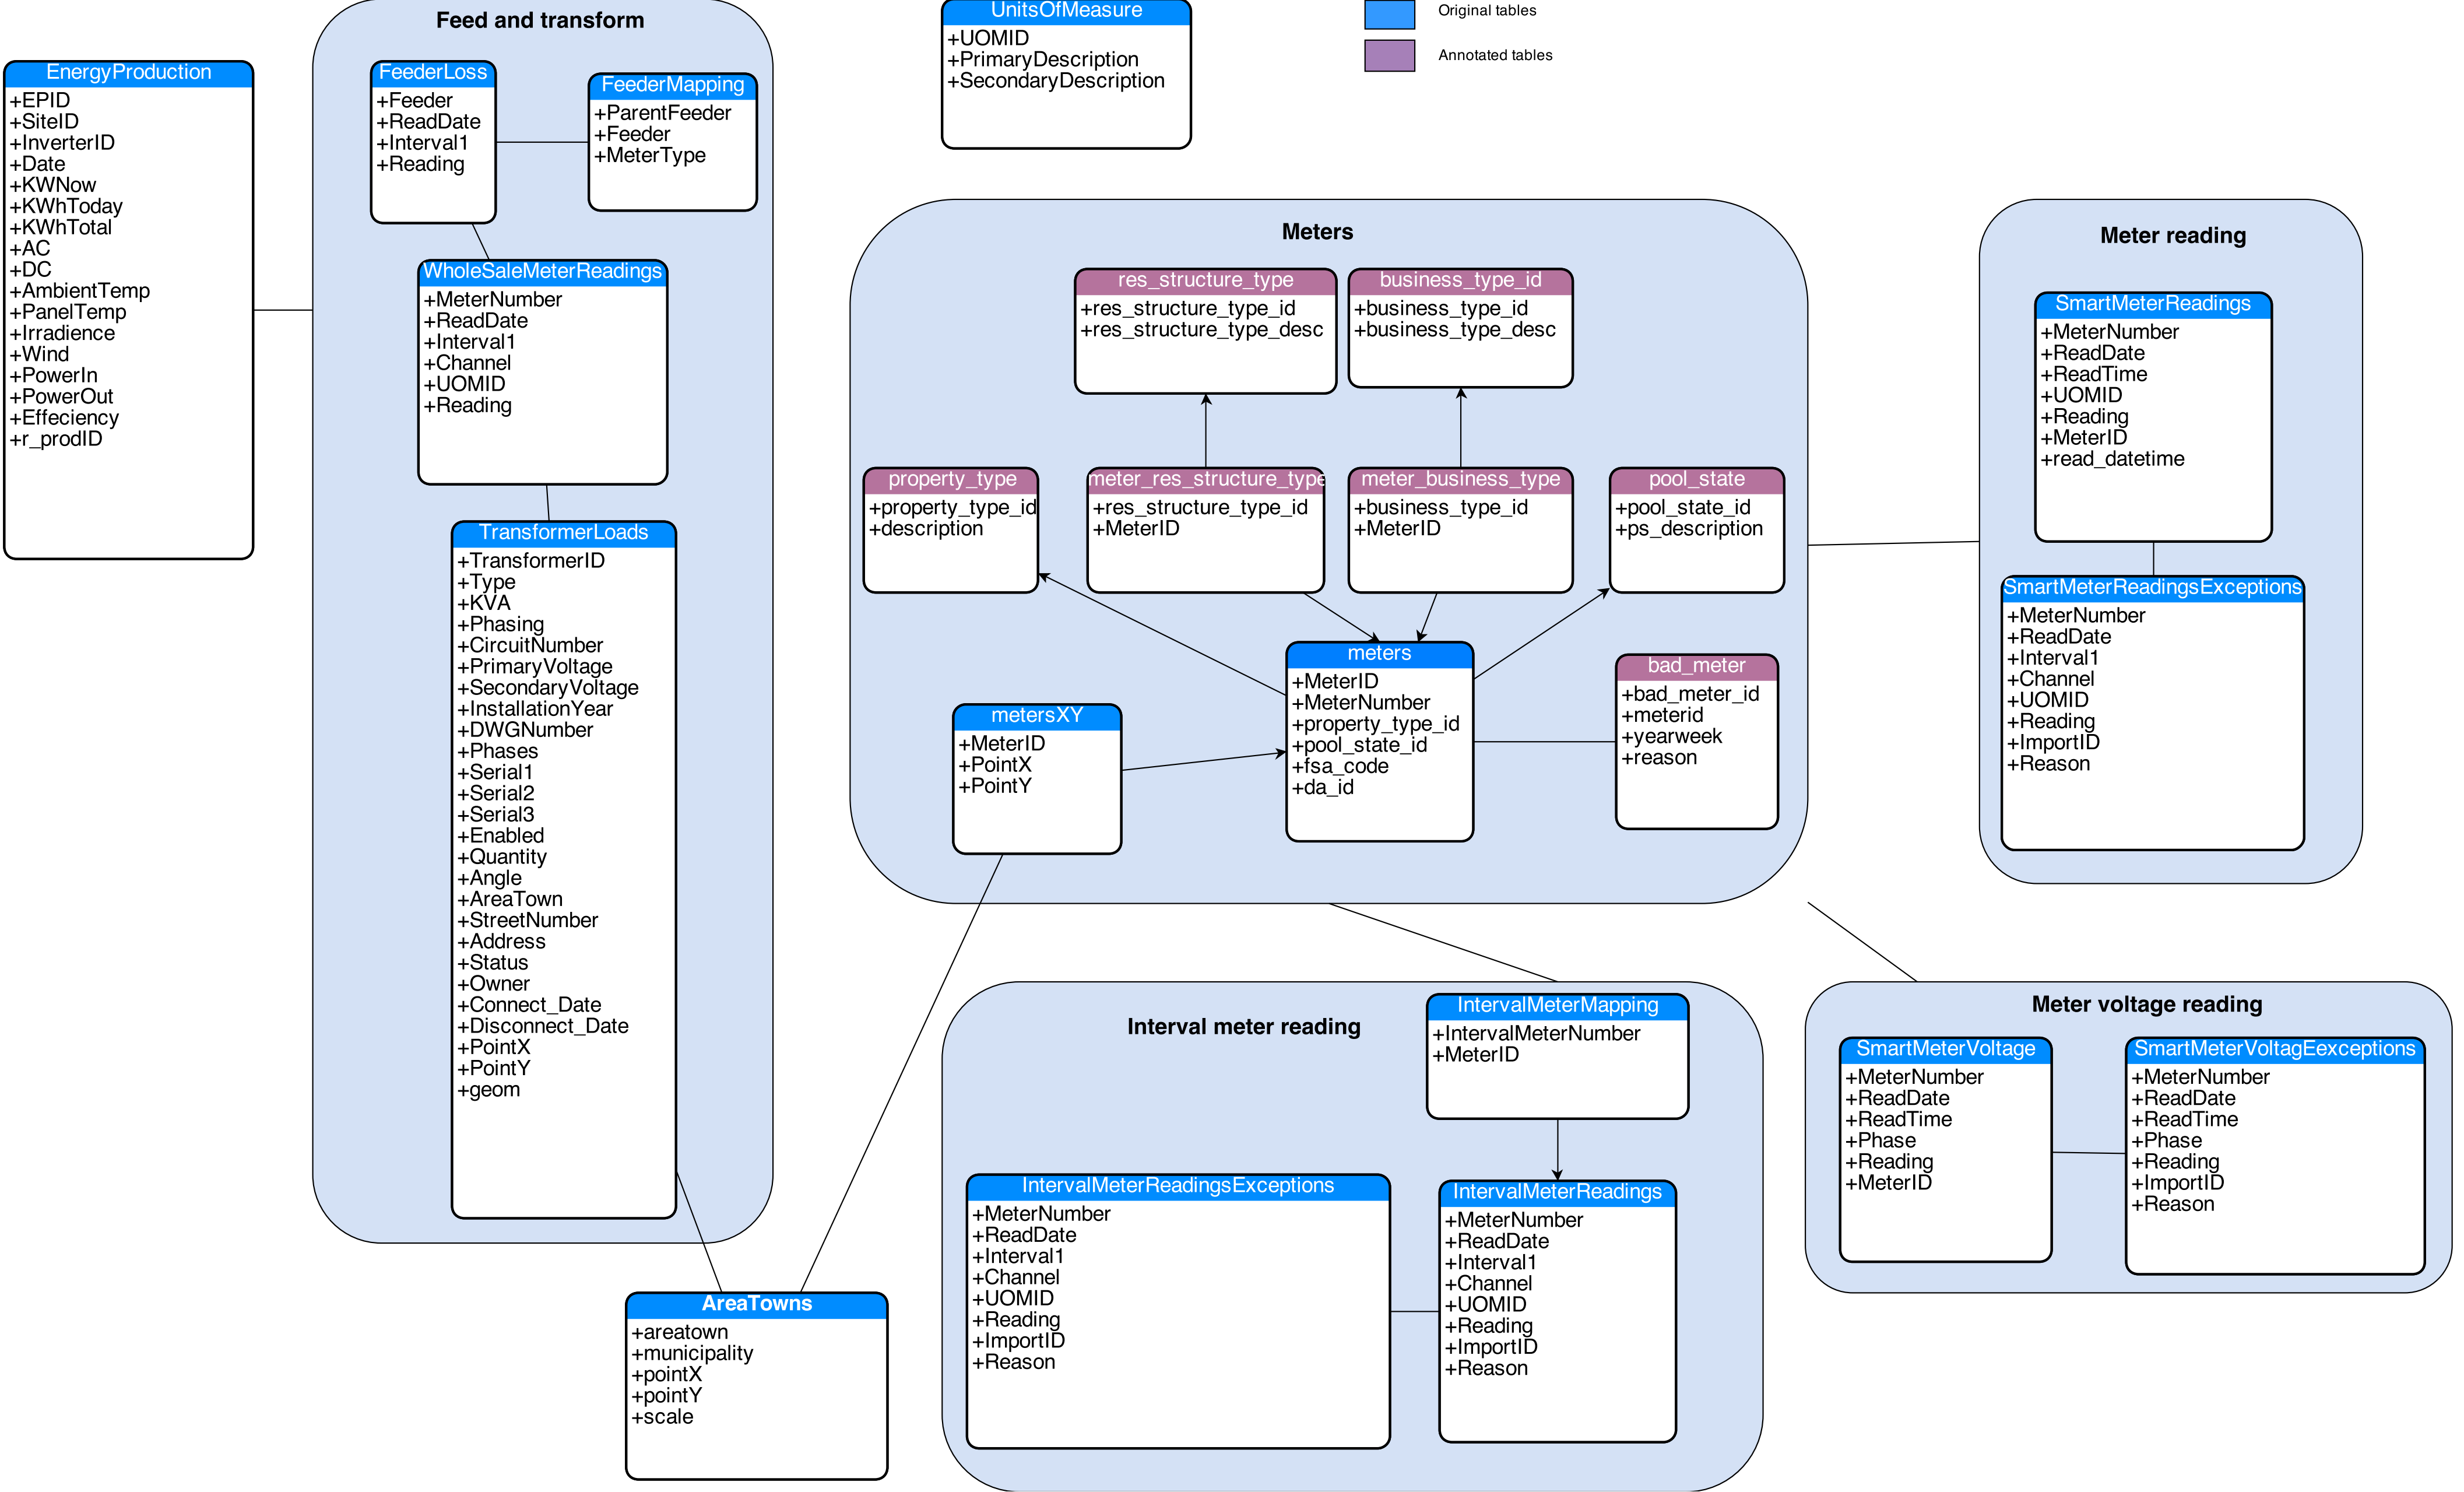 Original tables
Annotated tables
EnergyProduction
+EPID
+SiteID
+InverterID
+Date
+KWNow
+KWhToday
+KWhTotal
+AC
+DC
+AmbientTemp
+PanelTemp
+Irradience
+Wind
+PowerIn
+PowerOut
+Effeciency
+r_prodID
Feed and transform
FeederLoss
+Feeder
+ReadDate
+Interval1
+Reading
FeederMapping
+ParentFeeder
+Feeder
+MeterType
WholeSaleMeterReadings
+MeterNumber
+ReadDate
+Interval1
+Channel
+UOMID
+Reading
TransformerLoads
+TransformerID
+Type
+KVA
+Phasing
+CircuitNumber
+PrimaryVoltage
+SecondaryVoltage
+InstallationYear
+DWGNumber
+Phases
+Serial1
+Serial2
+Serial3
+Enabled
+Quantity
+Angle
+AreaTown
+StreetNumber
+Address
+Status
+Owner
+Connect_Date
+Disconnect_Date
+PointX
+PointY
+geom
AreaTowns
+areatown
+municipality
+pointX
+pointY
+scale
UnitsOfMeasure
+UOMID
+PrimaryDescription
+SecondaryDescription
Meters
res_structure_type
+res_structure_type_id
+res_structure_type_desc
business_type_id
+business_type_id
+business_type_desc
property_type
+property_type_id
+description
meter_res_structure_type
+res_structure_type_id
+MeterID
meter_business_type
+business_type_id
+MeterID
pool_state
+pool_state_id
+ps_description
metersXY
+MeterID
+PointX
+PointY
meters
+MeterID
+MeterNumber
+property_type_id
+pool_state_id
+fsa_code
+da_id
bad_meter
+bad_meter_id
+meterid
+yearweek
+reason
Meter reading
SmartMeterReadings
+MeterNumber
+ReadDate
+ReadTime
+UOMID
+Reading
+MeterID
+read_datetime
SmartMeterReadingsExceptions
+MeterNumber
+ReadDate
+Interval1
+Channel
+UOMID
+Reading
+ImportID
+Reason
Interval meter reading
IntervalMeterMapping
+IntervalMeterNumber
+MeterID
IntervalMeterReadingsExceptions
+MeterNumber
+ReadDate
+Interval1
+Channel
+UOMID
+Reading
+ImportID
+Reason
IntervalMeterReadings
+MeterNumber
+ReadDate
+Interval1
+Channel
+UOMID
+Reading
+ImportID
+Reason
Meter voltage reading
SmartMeterVoltage
+MeterNumber
+ReadDate
+ReadTime
+Phase
+Reading
+MeterID
SmartMeterVoltagEexceptions
+MeterNumber
+ReadDate
+ReadTime
+Phase
+Reading
+ImportID
+Reason